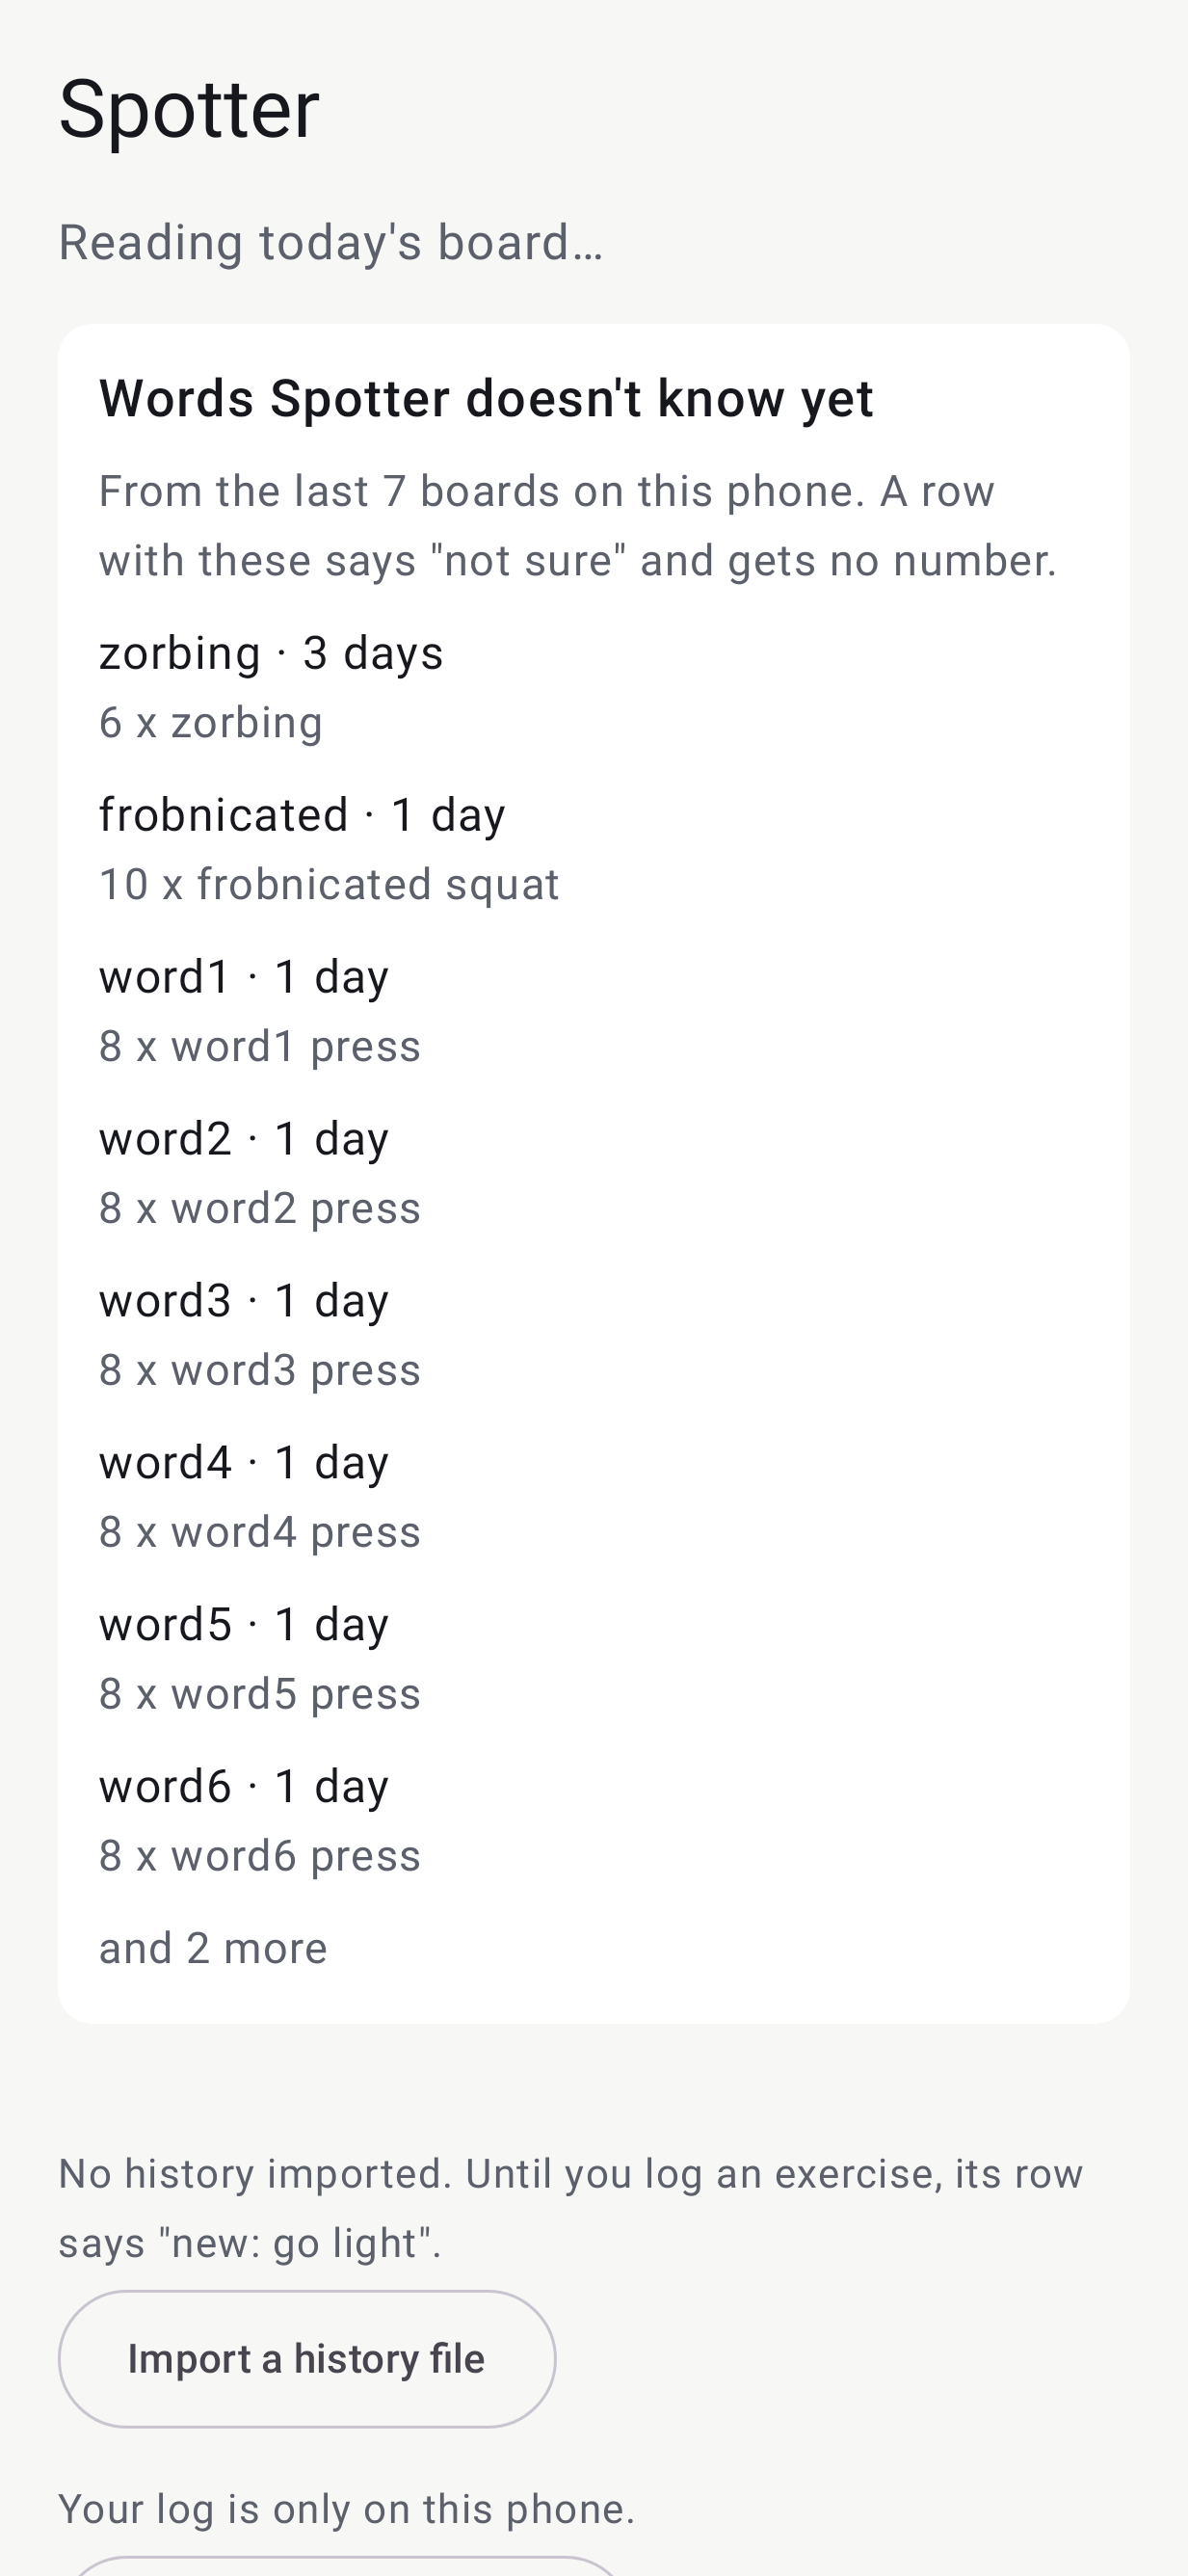 Spotter
Reading today's board…
Words Spotter doesn't know yet
From the last 7 boards on this phone. A row
with these says "not sure" and gets no number.
zorbing · 3 days
6 x zorbing
frobnicated · 1 day
10 x frobnicated squat
word1 · 1 day
8 x word1 press
word2 · 1 day
8 x word2 press
word3 · 1 day
8 x word3 press
word4 · 1 day
8 x word4 press
word5 · 1 day
8 x word5 press
word6 · 1 day
8 x word6 press
and 2 more
No history imported. Until you log an exercise, its row
says "new: go light".
Import a history file
Your log is only on this phone.